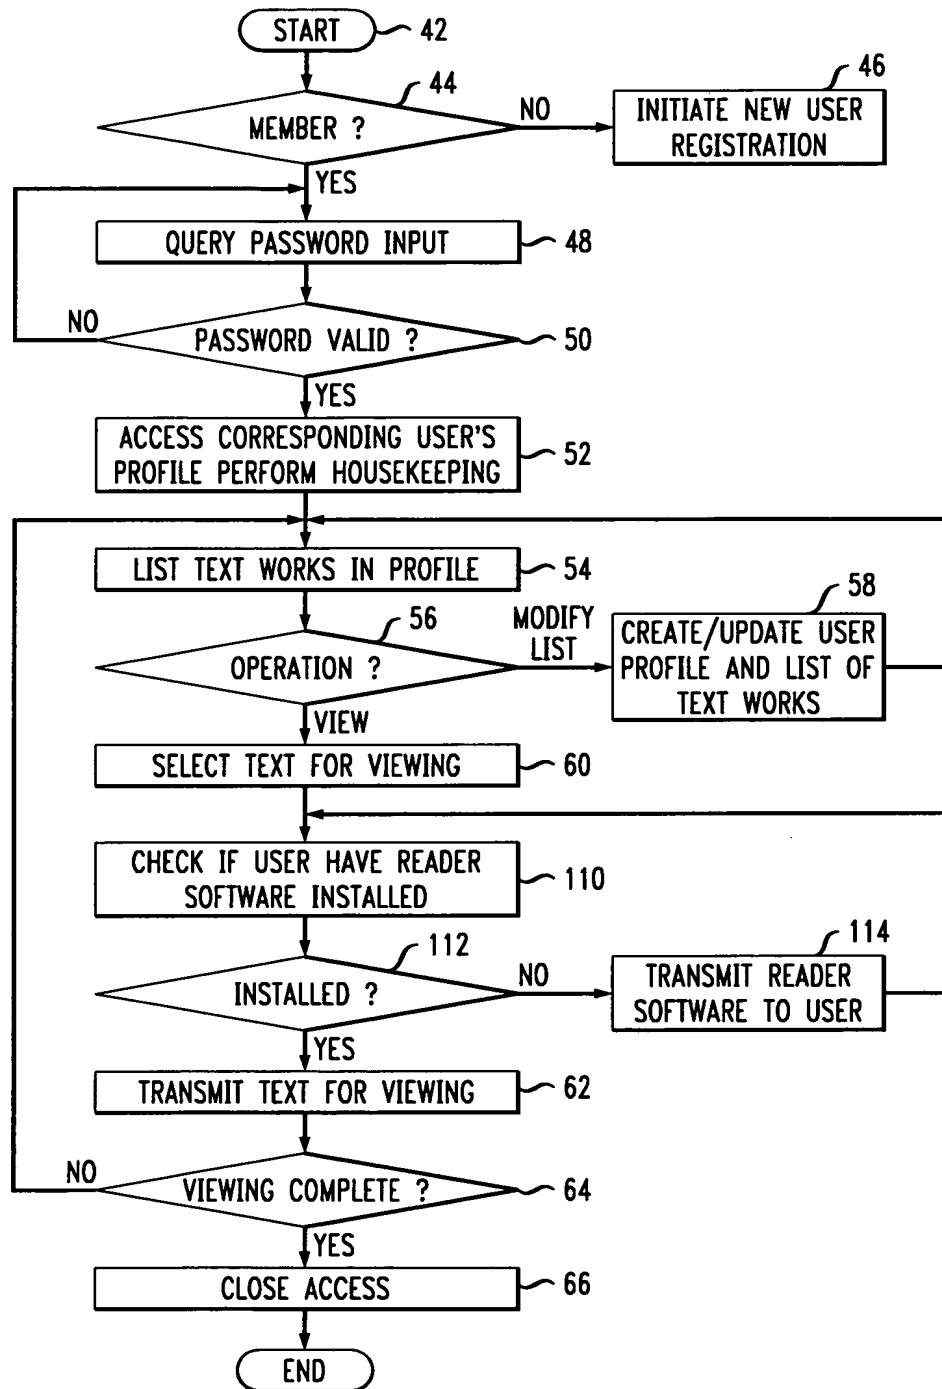 START
42
44
MEMBER ?
NO
46
INITIATE NEW USER
REGISTRATION
YES
QUERY PASSWORD INPUT
48
NO
PASSWORD VALID ?
50
YES
ACCESS CORRESPONDING USER'S
PROFILE PERFORM HOUSEKEEPING
52
LIST TEXT WORKS IN PROFILE
54
56
OPERATION ?
MODIFY
LIST
58
CREATE/UPDATE USER
PROFILE AND LIST OF
TEXT WORKS
VIEW
SELECT TEXT FOR VIEWING
60
CHECK IF USER HAVE READER
SOFTWARE INSTALLED
110
112
INSTALLED ?
NO
114
TRANSMIT READER
SOFTWARE TO USER
YES
TRANSMIT TEXT FOR VIEWING
62
NO
VIEWING COMPLETE ?
64
YES
CLOSE ACCESS
66
END